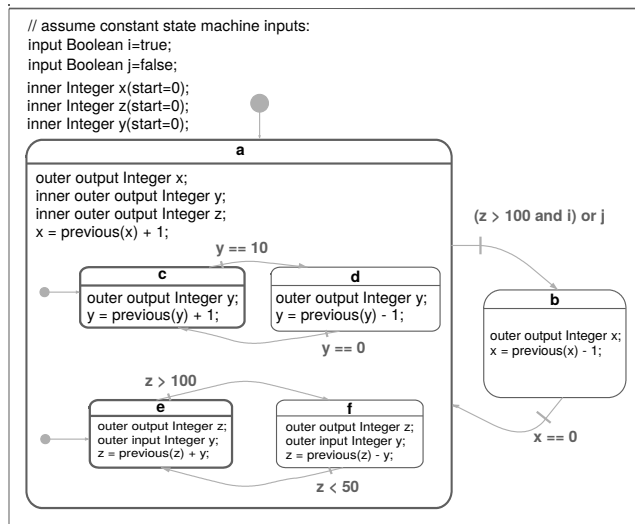 // assume constant state machine inputs:
input Boolean i=true;
input Boolean j=false;
inner Integer x(start=0);
inner Integer z(start=0);
inner Integer y(start=0);
a
outer output Integer x;
inner outer output Integer y;
inner outer output Integer z;
x = previous(x) + 1;
(z > 100 and i) or j
y == 10
c
outer output Integer y;
y = previous(y) + 1;
d
outer output Integer y;
y = previous(y) - 1;
y == 0
b
outer output Integer x;
x = previous(x) - 1;
z > 100
e
outer output Integer z;
outer input Integer y;
z = previous(z) + y;
f
outer output Integer z;
outer input Integer y;
z = previous(z) - y;
z < 50
x == 0